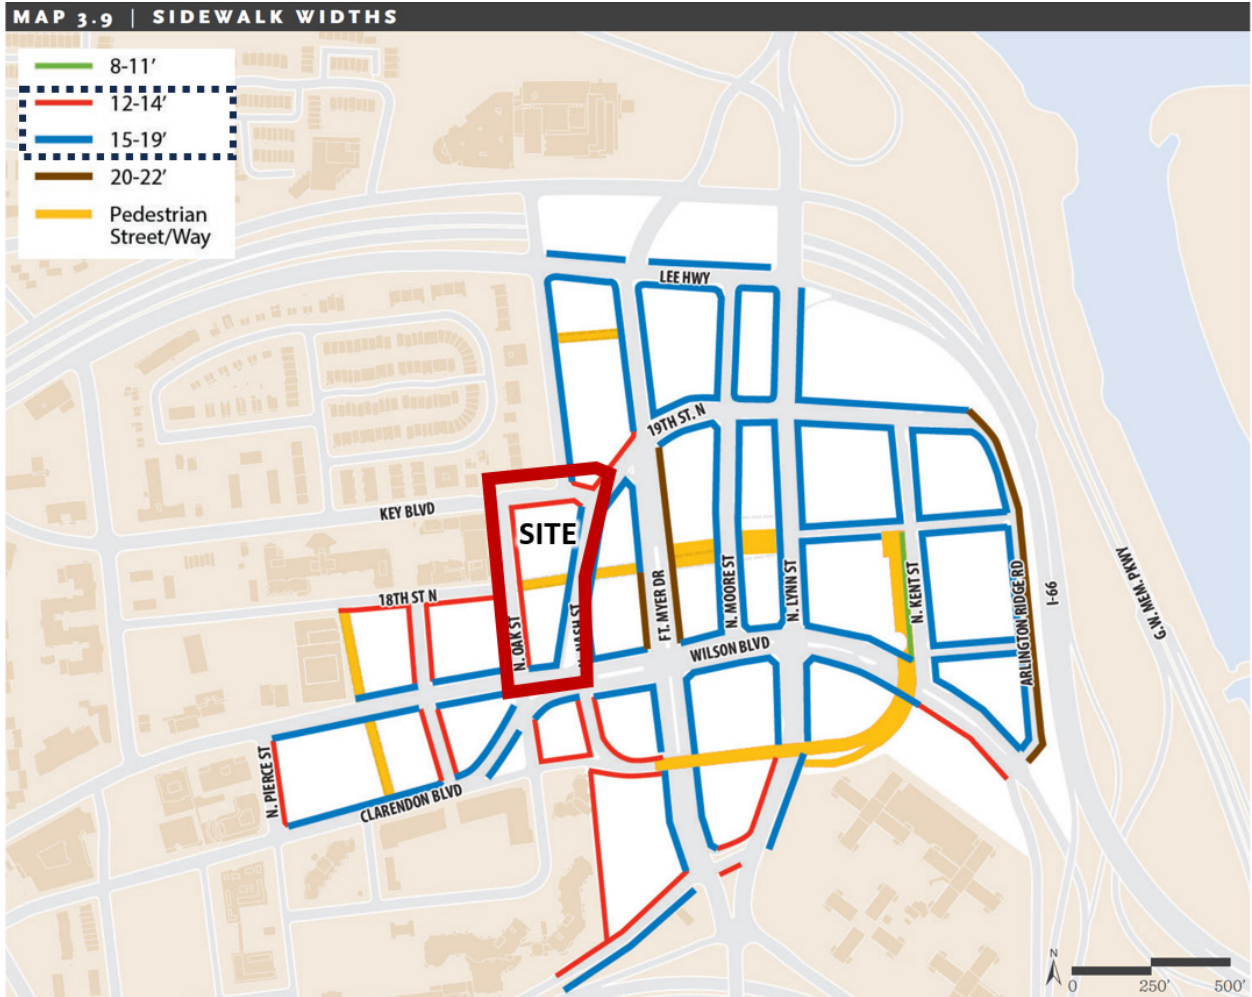 MAP 3.9 | SIDEWALK WIDTHS
8-11'
12-14'
15-19'
20-22'
Pedestrian
Street/Way
LEE HWY
19TH ST. N
KEY BLVD
SITE
18TH ST N
N. OAK ST
N. NASH ST
FT. MYER DR
N. MOORE ST
N. LYNN ST
N. KENT ST
ARLINGTON RIDGE RD
I-66
G.W. MEM. PKWY
WILSON BLVD
N. PIERCE ST
CLARENDON BLVD
N
0 250' 500'